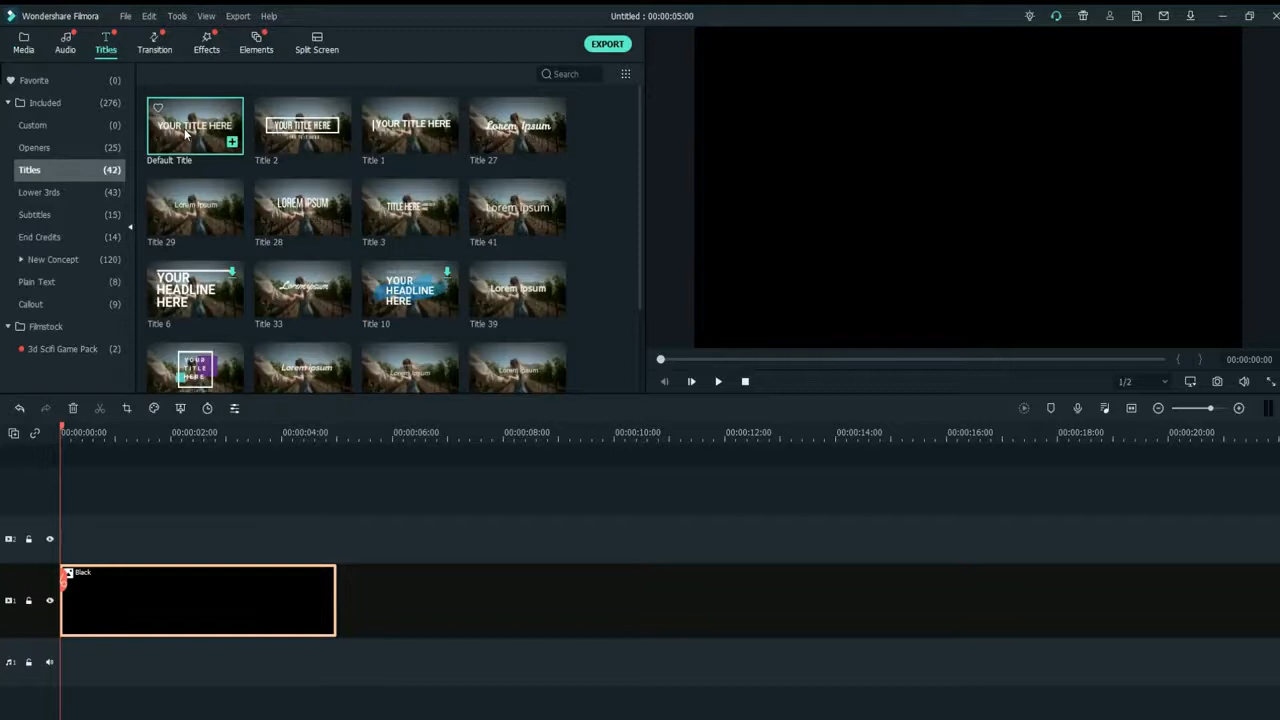 Wondershare Filmora File Edit Tools View Export Help Untitled : 00:00:05:00
Media Audio Titles Transition Effects Elements Split Screen EXPORT
Favorite (0) Search
Included (276)
Custom (0)
Openers (25)
Titles (42)
Lower 3rds (43)
Subtitles (15)
End Credits (14)
New Concept (120)
Plain Text (8)
Callout (9)
Filmstock
3d Scifi Game Pack (2)
YOUR TITLE HERE YOUR TITLE HERE YOUR TITLE HERE Lorem Ipsum
Default Title Title 2 Title 1 Title 27
Lorem Ipsum LOREM IPSUM TITLE HERE Lorem Ipsum
Title 29 Title 28 Title 3 Title 41
YOUR
HEADLINE
HERE
Lorem Ipsum
YOUR
HEADLINE
HERE
Lorem Ipsum
Title 6 Title 33 Title 10 Title 39
YOUR
TITLE
HERE
Lorem Ipsum Lorem Ipsum Lorem Ipsum
00:00:00:00
1/2
00:00:00:00 00:00:02:00 00:00:04:00 00:00:06:00 00:00:08:00 00:00:10:00 00:00:12:00 00:00:14:00 00:00:16:00 00:00:18:00 00:00:20:00
2
Black
1
1